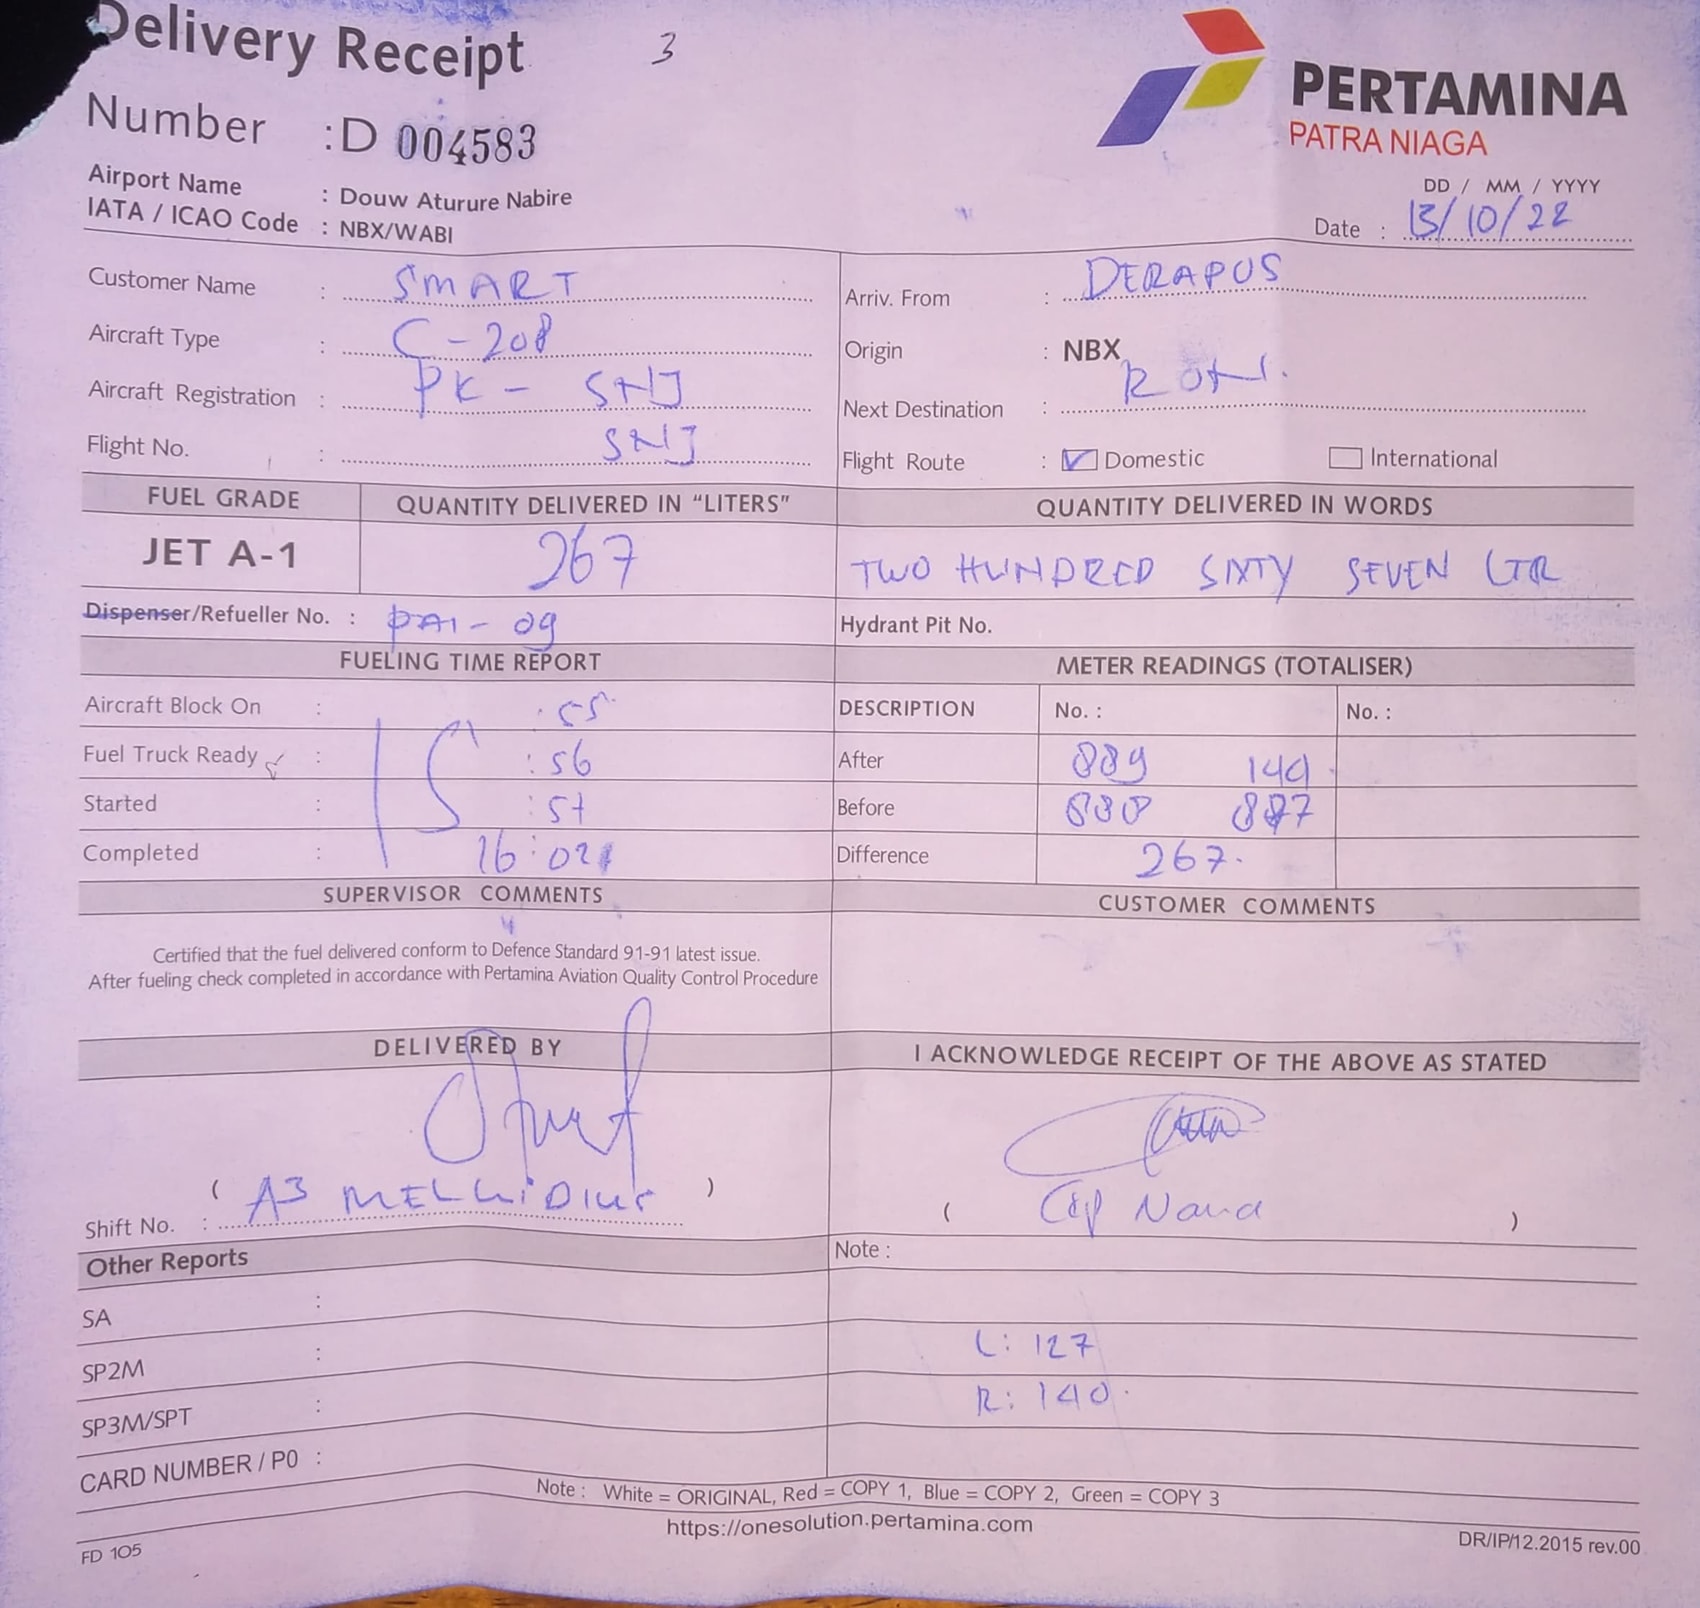 Delivery Receipt 3
PERTAMINA
PATRA NIAGA
Number : D 004583
Airport Name : Douw Aturure Nabire
IATA / ICAO Code : NBX/WABI
DD / MM / YYYY
Date : 13/10/22
Customer Name : SMART
Arriv. From : DERAPUS
Aircraft Type : C-208
Origin : NBX
Aircraft Registration : PK - SNJ
Next Destination : RON.
Flight No. : SNJ
Flight Route : Domestic International
FUEL GRADE QUANTITY DELIVERED IN "LITERS" QUANTITY DELIVERED IN WORDS
JET A-1 267 TWO HUNDRED SIXTY SEVEN LTR
Dispenser/Refueller No. : PAI - 09 Hydrant Pit No.
FUELING TIME REPORT METER READINGS (TOTALISER)
Aircraft Block On : 15 : 55 DESCRIPTION No. : No. :
Fuel Truck Ready : : 56 After 889 144
Started : : 57 Before 888 877
Completed : 16:02 Difference 267.
SUPERVISOR COMMENTS CUSTOMER COMMENTS
Certified that the fuel delivered conform to Defence Standard 91-91 latest issue.
After fueling check completed in accordance with Pertamina Aviation Quality Control Procedure
DELIVERED BY I ACKNOWLEDGE RECEIPT OF THE ABOVE AS STATED
( A3 MELKIDIUS )
Shift No. :
( Cap Nana )
Other Reports Note :
SA :
SP2M : L: 127
SP3M/SPT : R: 140.
CARD NUMBER / P0 :
Note : White = ORIGINAL, Red = COPY 1, Blue = COPY 2, Green = COPY 3
https://onesolution.pertamina.com
FD 105 DR/IP/12.2015 rev.00